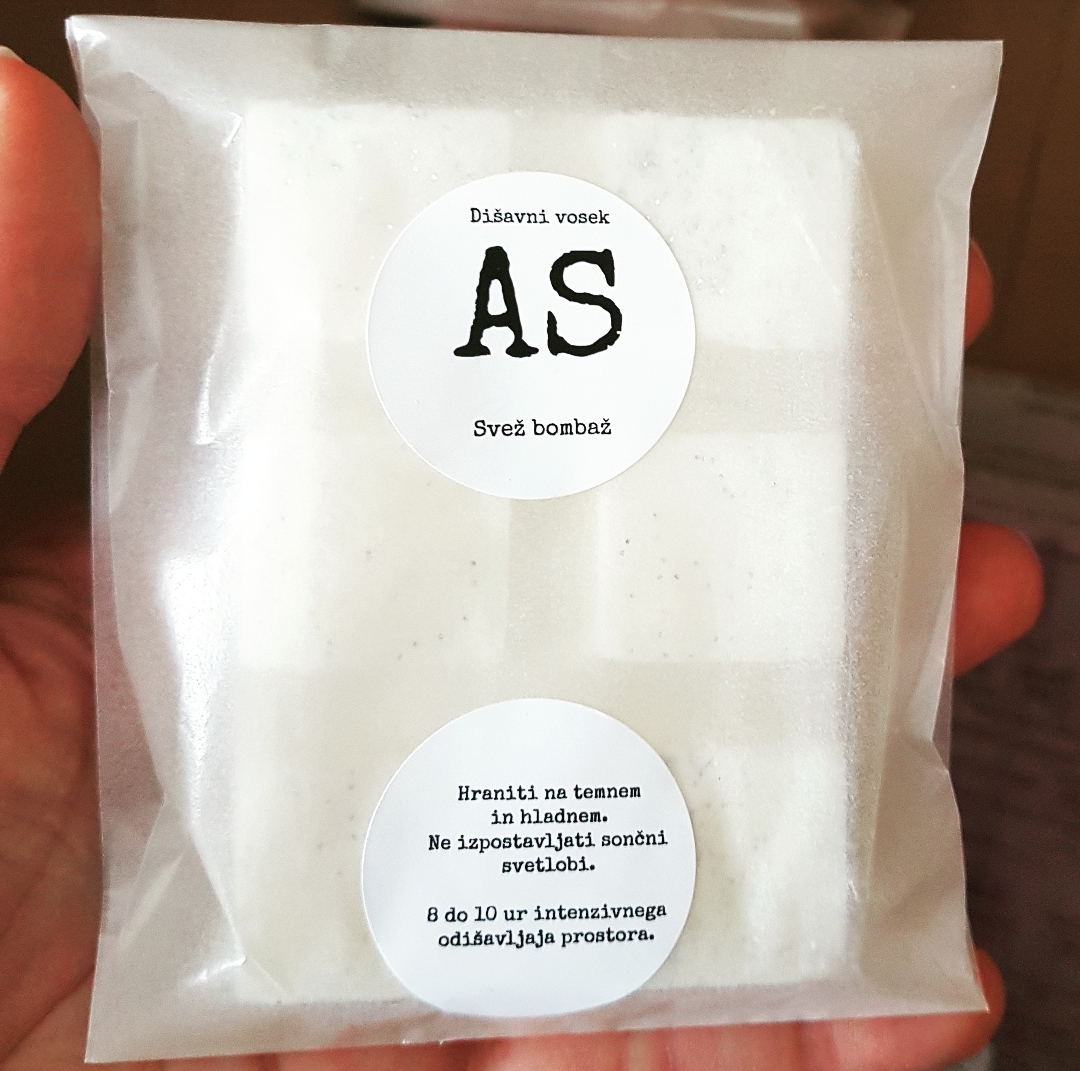 Dišavni vosek
AS
Svež bombaž
Hraniti na temnem
in hladnem.
Ne izpostavljati sončni
svetlobi.
8 do 10 ur intenzivnega
odišavljaja prostora.